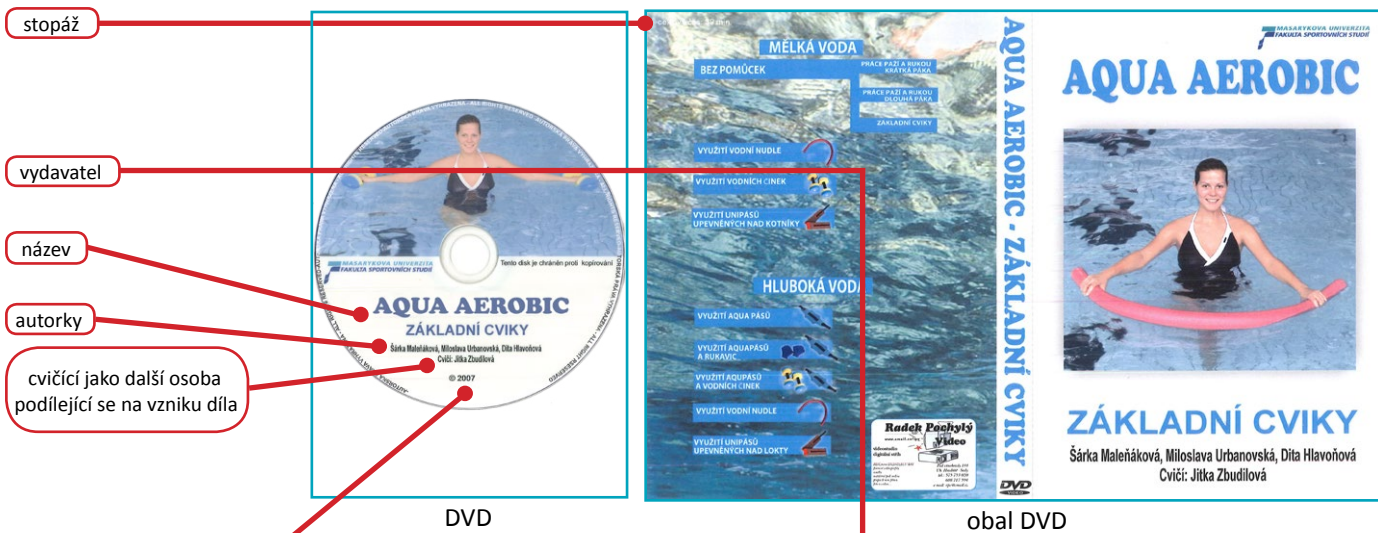 stopáž
vydavatel
název
autorky
cvičící jako další osoba
podílející se na vzniku díla
MASARYKOVA UNIVERZITA
FAKULTA SPORTOVNÍCH STUDIÍ
Tento disk je chráněn proti kopírování
AQUA AEROBIC
ZÁKLADNÍ CVIKY
Šárka Maleňáková, Miloslava Urbanovská, Dita Hlavoňová
Cvičí: Jitka Zbudilová
© 2007
DVD
MĚLKÁ VODA
BEZ POMŮCEK
PRÁCE PAŽÍ A RUKOU
KRÁTKÁ PÁKA
PRÁCE PAŽÍ A RUKOU
DLOUHÁ PÁKA
ZÁKLADNÍ CVIKY
VYUŽITÍ VODNÍ NUDLE
VYUŽITÍ VODNÍCH ČINEK
VYUŽITÍ UNIPÁSŮ
UPEVNĚNÝCH NAD KOTNÍKY
HLUBOKÁ VODA
VYUŽITÍ AQUA PÁSŮ
VYUŽITÍ AQUAPÁSŮ
A RUKAVIC
VYUŽITÍ AQUPÁSŮ
A VODNÍCH ČINEK
VYUŽITÍ VODNÍ NUDLE
VYUŽITÍ UNIPÁSŮ
UPEVNĚNÝCH NAD LOKTY
Radek Pochylý
Video
videostudio
digitální střih
AQUA AEROBIC - ZÁKLADNÍ CVIKY
DVD
MASARYKOVA UNIVERZITA
FAKULTA SPORTOVNÍCH STUDIÍ
AQUA AEROBIC
ZÁKLADNÍ CVIKY
Šárka Maleňáková, Miloslava Urbanovská, Dita Hlavoňová
Cvičí: Jitka Zbudilová
obal DVD